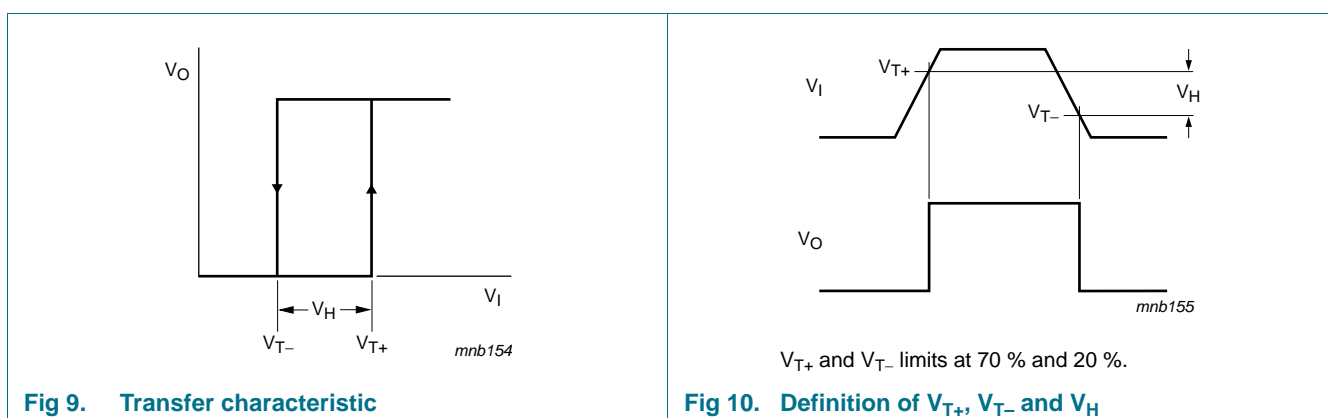 V_O
V_I
V_H
V_T– V_T+
mnb154
Fig 9. Transfer characteristic
V_T+
V_I
V_H
V_T–
V_O
mnb155
V_T+ and V_T– limits at 70 % and 20 %.
Fig 10. Definition of V_T+, V_T– and V_H